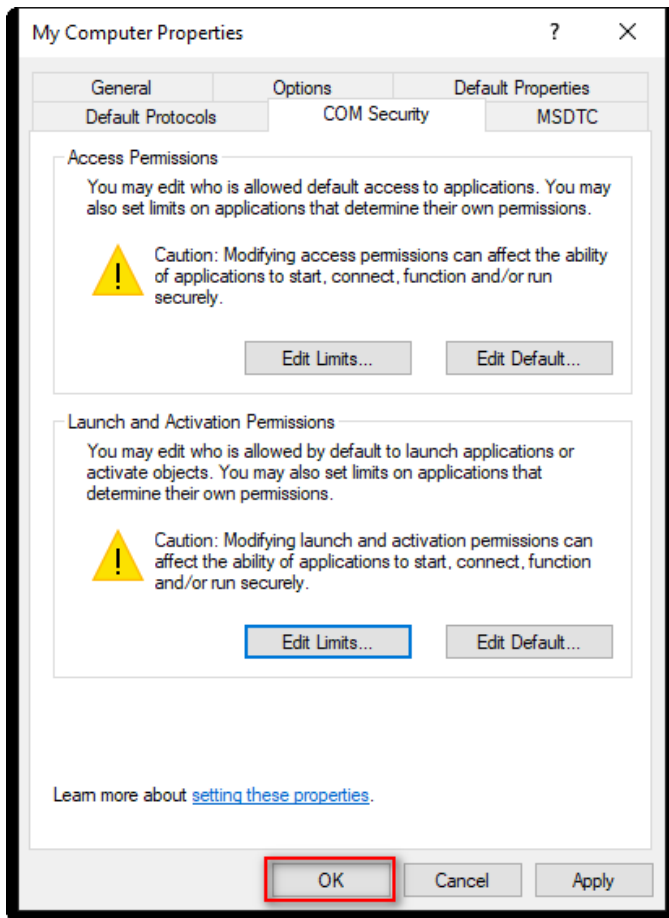 My Computer Properties ? ×
General Options Default Properties
Default Protocols COM Security MSDTC
Access Permissions
You may edit who is allowed default access to applications. You may
also set limits on applications that determine their own permissions.
Caution: Modifying access permissions can affect the ability
of applications to start, connect, function and/or run
securely.
Edit Limits... Edit Default...
Launch and Activation Permissions
You may edit who is allowed by default to launch applications or
activate objects. You may also set limits on applications that
determine their own permissions.
Caution: Modifying launch and activation permissions can
affect the ability of applications to start, connect, function
and/or run securely.
Edit Limits... Edit Default...
Learn more about setting these properties.
OK Cancel Apply